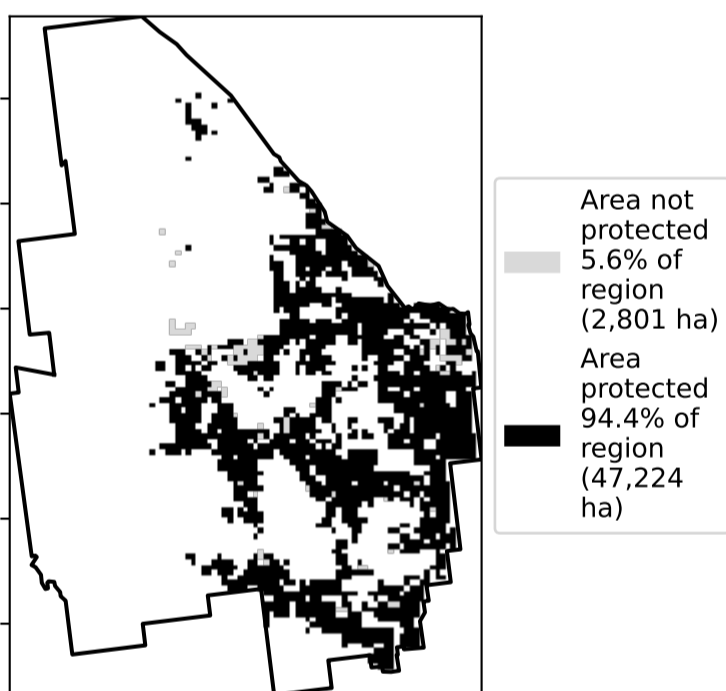 Area not
protected
5.6% of
region
(2,801 ha)
Area
protected
94.4% of
region
(47,224
ha)